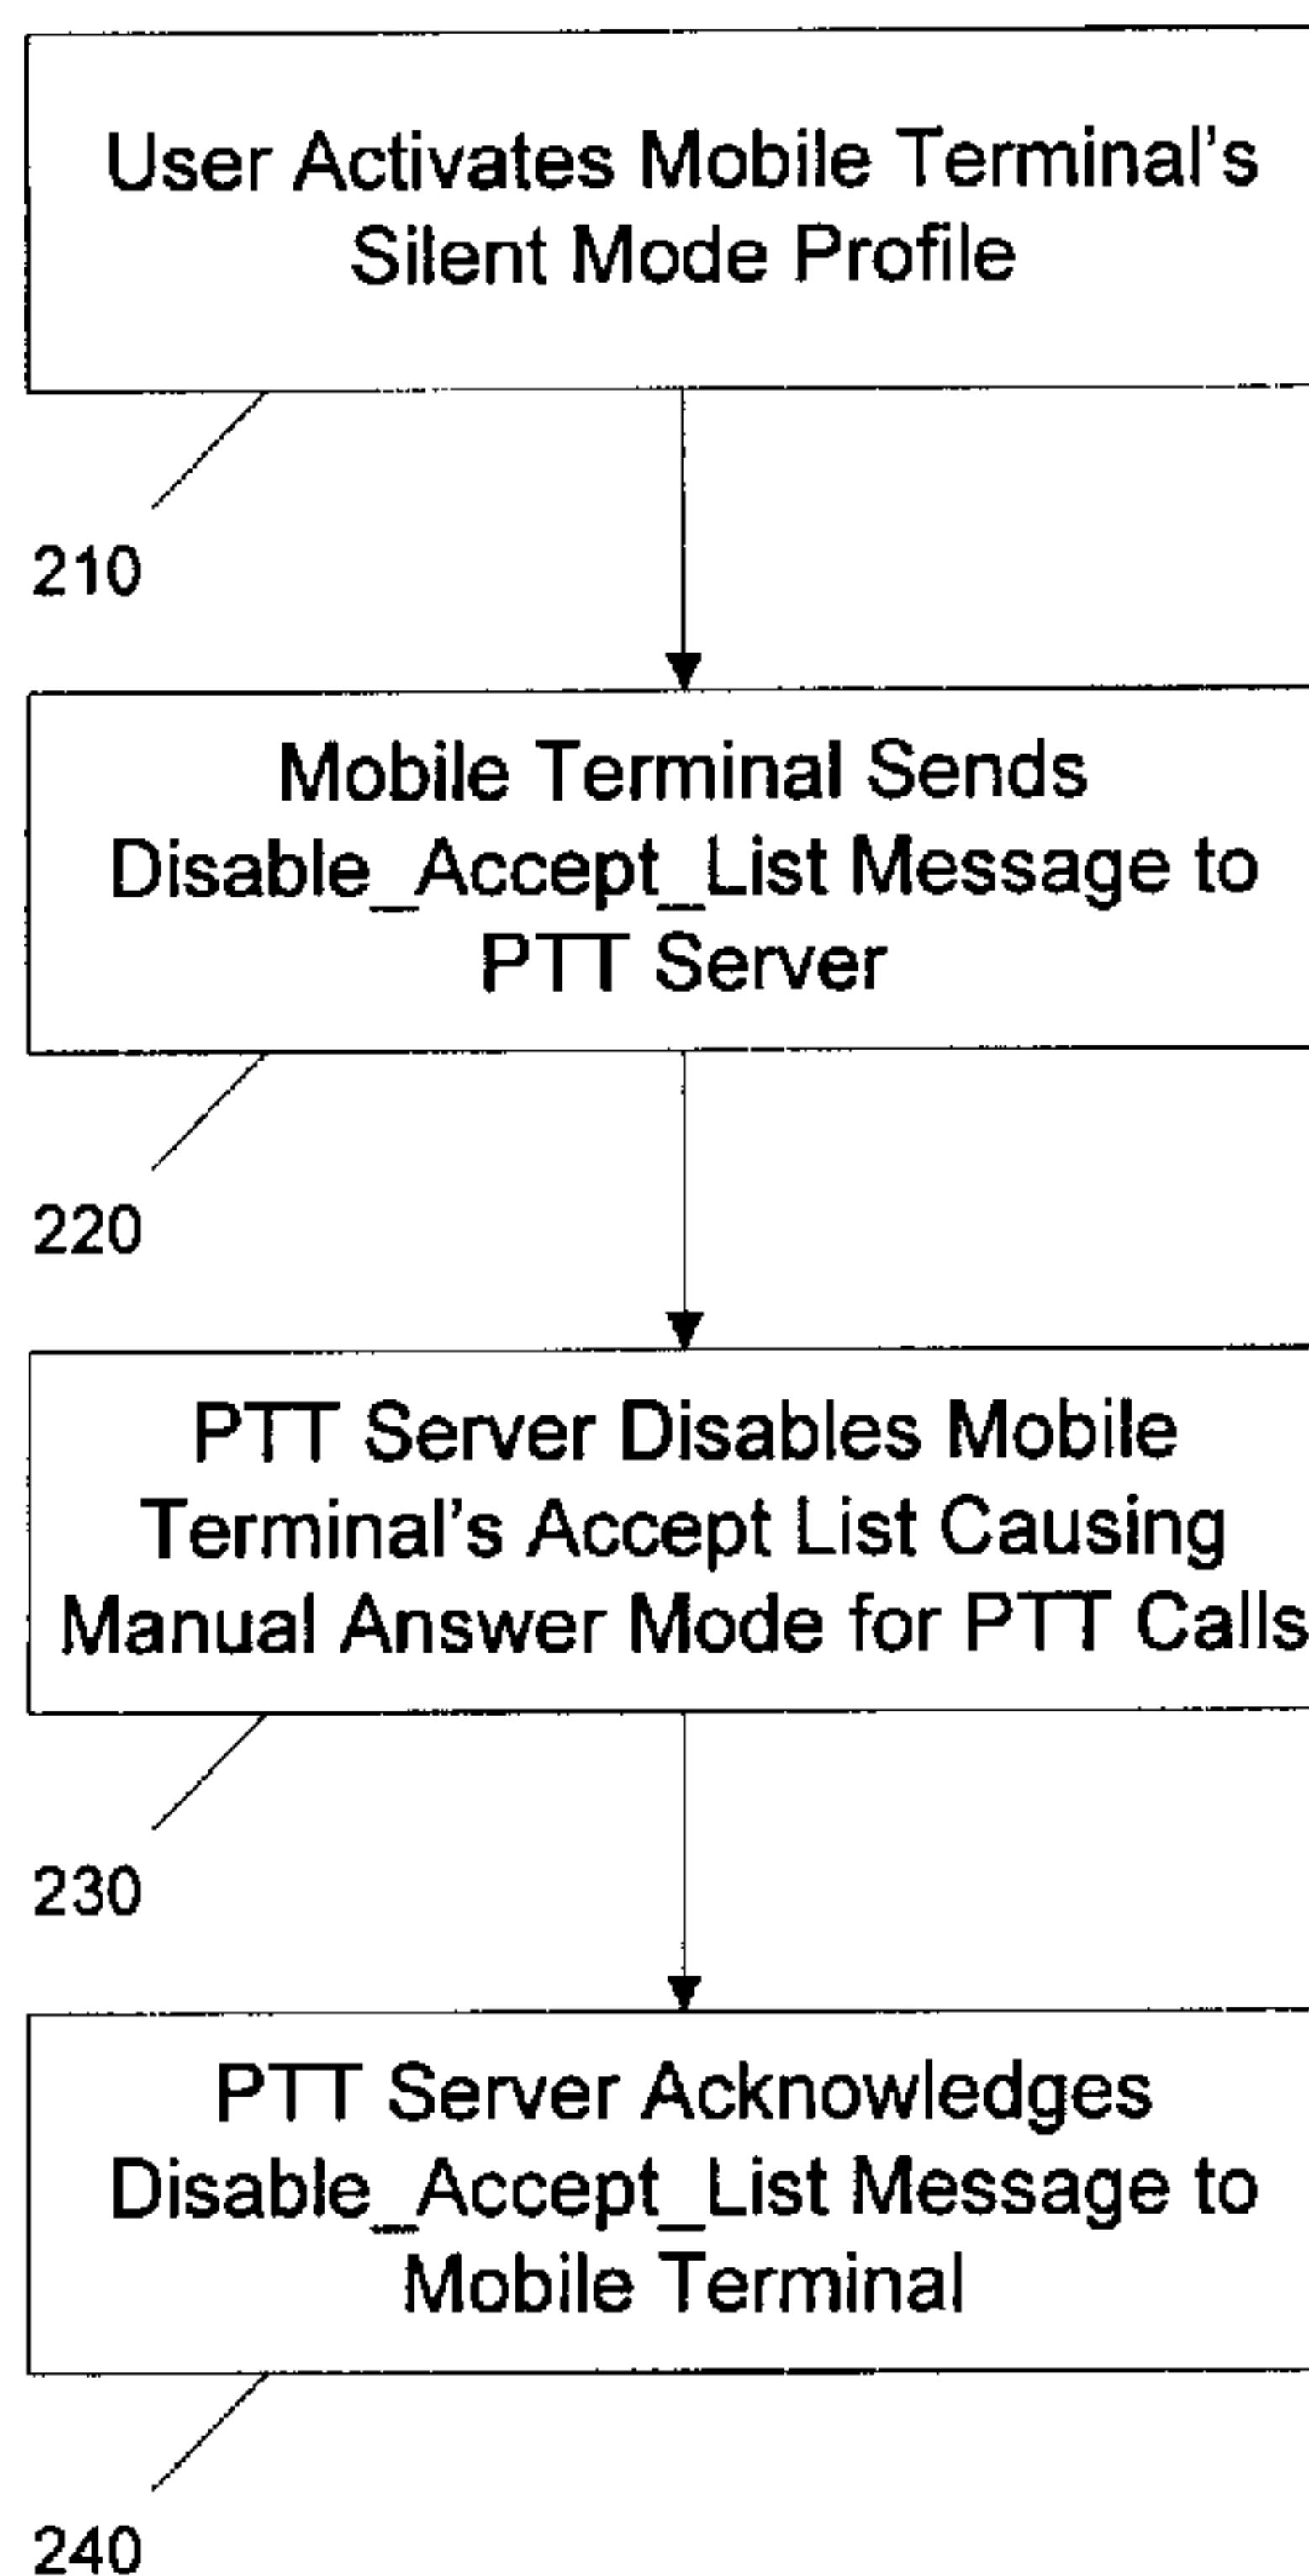 User Activates Mobile Terminal's
Silent Mode Profile
210
Mobile Terminal Sends
Disable_Accept_List Message to
PTT Server
220
PTT Server Disables Mobile
Terminal's Accept List Causing
Manual Answer Mode for PTT Calls
230
PTT Server Acknowledges
Disable_Accept_List Message to
Mobile Terminal
240